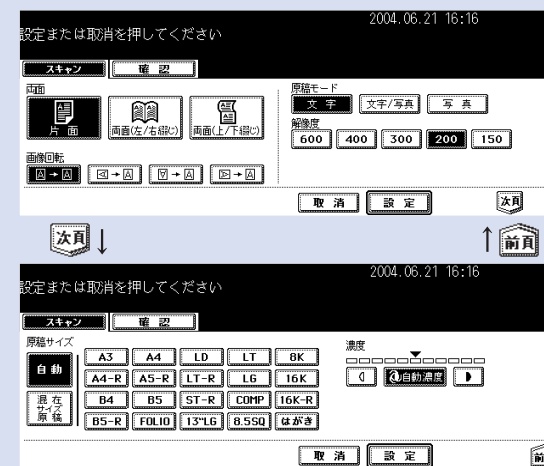 2004.06.21 16:16
設定または取消を押してください
スキャン 確 認
両面
片 面 両面(左/右綴じ) 両面(上/下綴じ)
画像回転
A→A A→A A→A A→A
原稿モード
文 字 文字/写真 写 真
解像度
600 400 300 200 150
取 消 設 定 次頁
次頁 ↓ ↑ 前頁
2004.06.21 16:16
設定または取消を押してください
スキャン 確 認
原稿サイズ
自 動
混 在
サイズ
原 稿
A3 A4 LD LT 8K
A4-R A5-R LT-R LG 16K
B4 B5 ST-R COMP 16K-R
B5-R FOLIO 13"LG 8.5SQ はがき
濃度
自動濃度
取 消 設 定 前